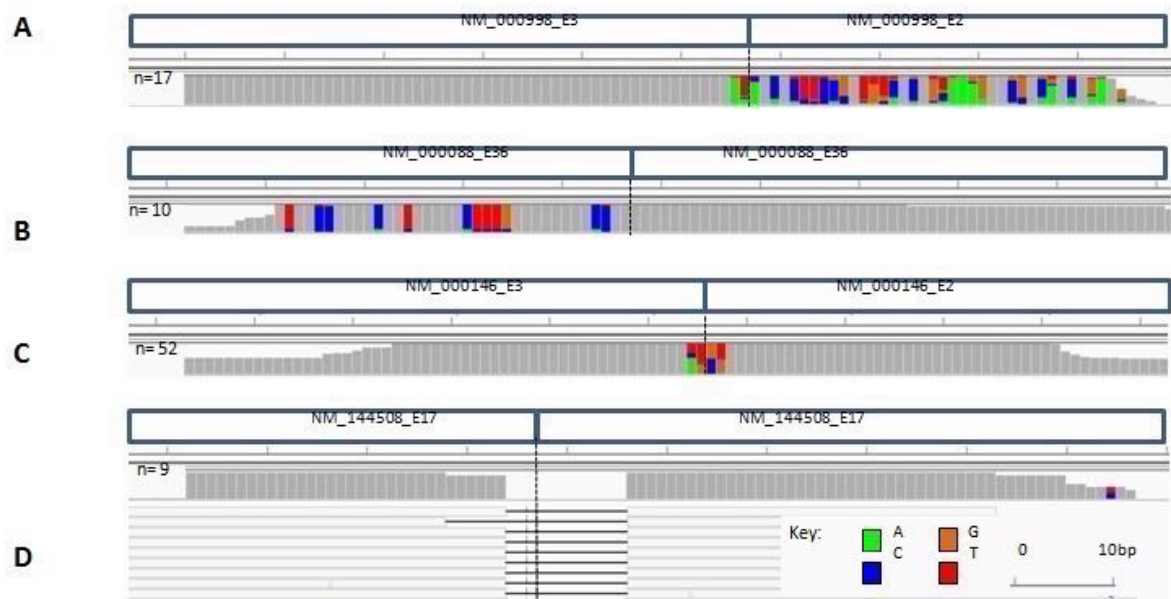 A
NM_000998_E3 NM_000998_E2
n=17
NM_000088_E36 NM_000088_E36
n= 10
B
NM_000146_E3 NM_000146_E2
n= 52
C
NM_144508_E17 NM_144508_E17
n= 9
D
Key: A G 0 10bp
C T